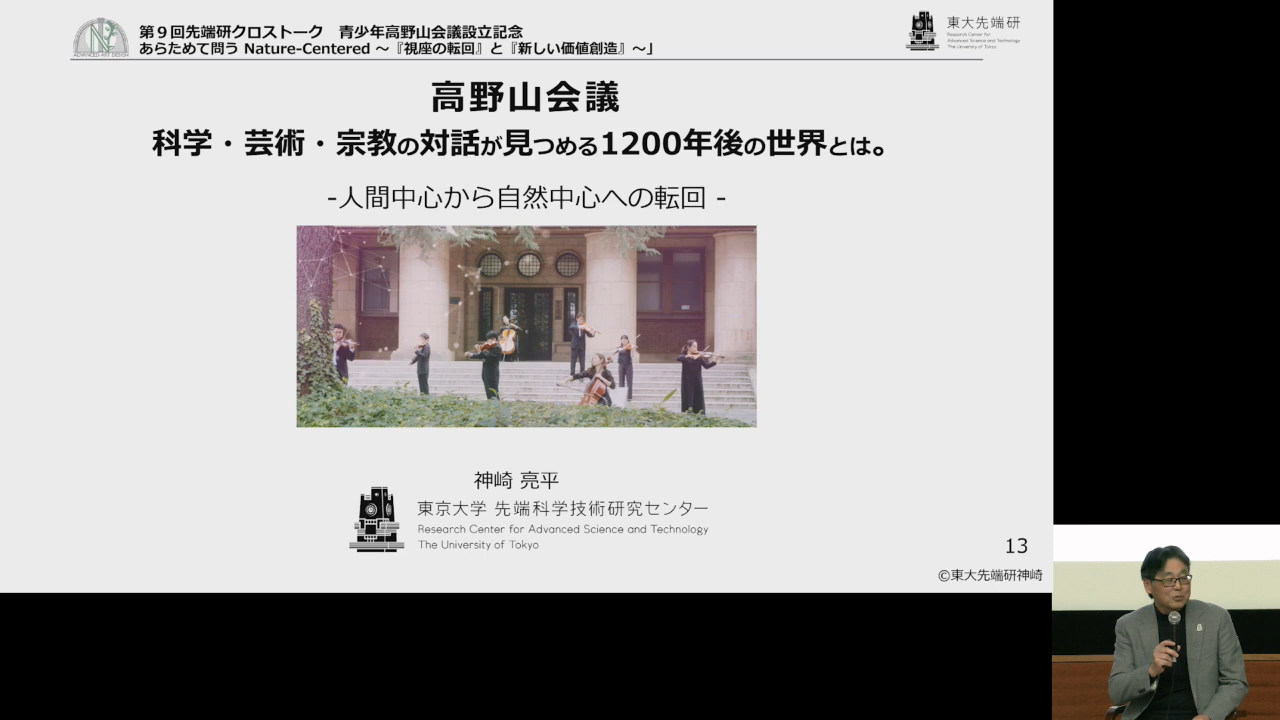 第９回先端研クロストーク　青少年高野山会議設立記念
あらためて問う Nature-Centered ～『視座の転回』と『新しい価値創造』～」
ADVANCED ART DESIGN
東大先端研
Research Center for
Advanced Science and Technology
The University of Tokyo
高野山会議
科学・芸術・宗教の対話が見つめる1200年後の世界とは。
-人間中心から自然中心への転回 -
神崎 亮平
東京大学 先端科学技術研究センター
Research Center for Advanced Science and Technology
The University of Tokyo
13
©東大先端研神崎